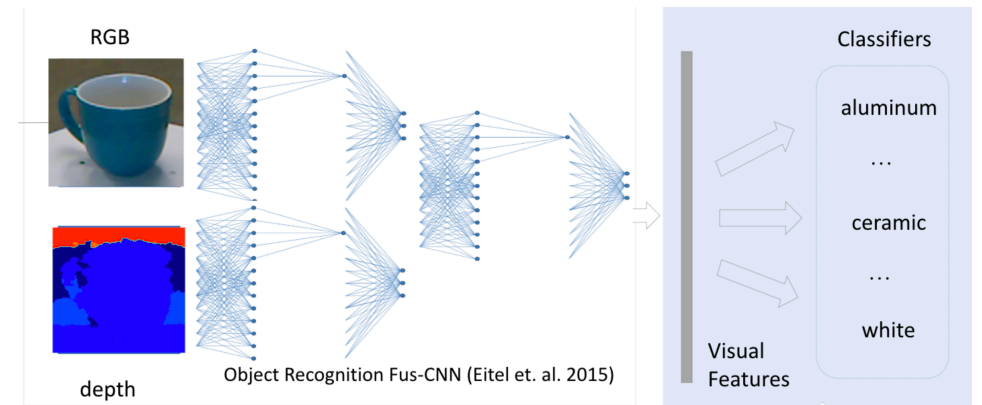 RGB
depth
Object Recognition Fus-CNN (Eitel et. al. 2015)
Classifiers
aluminum
...
ceramic
...
white
Visual
Features